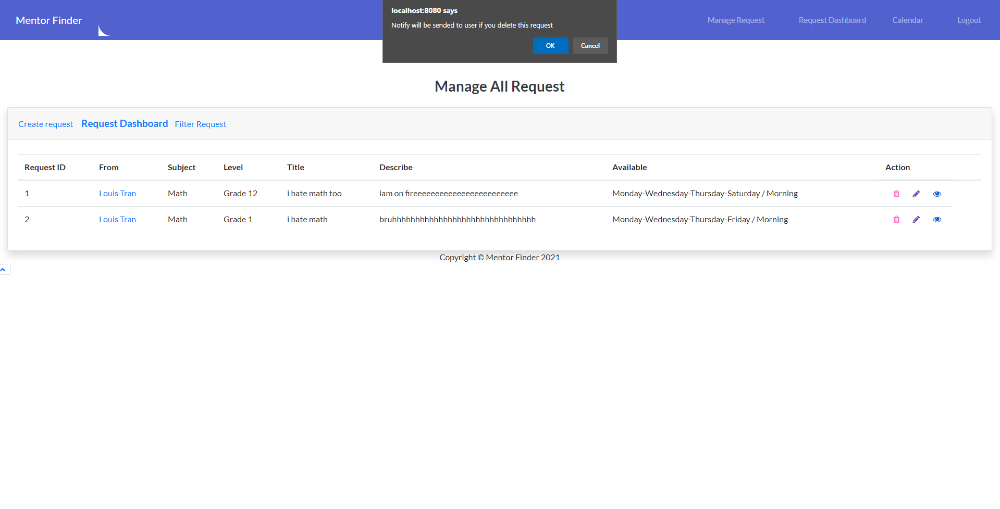 Mentor Finder
localhost:8080 says
Notify will be sended to user if you delete this request
OK Cancel
Manage Request Request Dashboard Calendar Logout
Manage All Request
Create request Request Dashboard Filter Request
Request ID From Subject Level Title Describe Available Action
1 Louis Tran Math Grade 12 i hate math too iam on fireeeeeeeeeeeeeeeeeeeeeeee Monday-Wednesday-Thursday-Saturday / Morning
2 Louis Tran Math Grade 1 i hate math bruhhhhhhhhhhhhhhhhhhhhhhhhhhhhhhhh Monday-Wednesday-Thursday-Friday / Morning
Copyright © Mentor Finder 2021